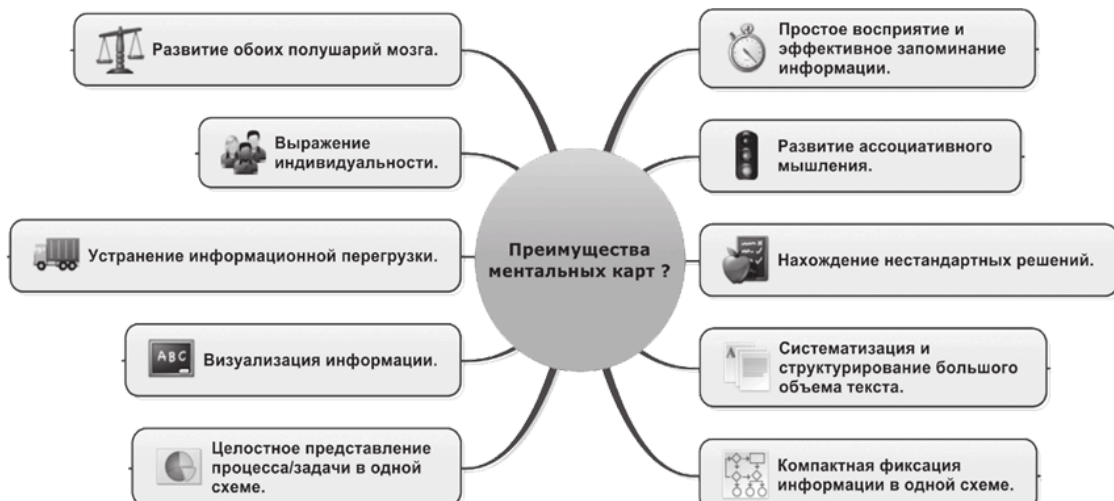 Развитие обоих полушарий мозга.
Выражение
индивидуальности.
Устранение информационной перегрузки.
ABC
Визуализация информации.
Целостное представление
процесса/задачи в одной
схеме.
Преимущества
ментальных карт ?
Простое восприятие и
эффективное запоминание
информации.
Развитие ассоциативного
мышления.
Нахождение нестандартных решений.
A
Систематизация и
структурирование большого
объема текста.
Компактная фиксация
информации в одной схеме.